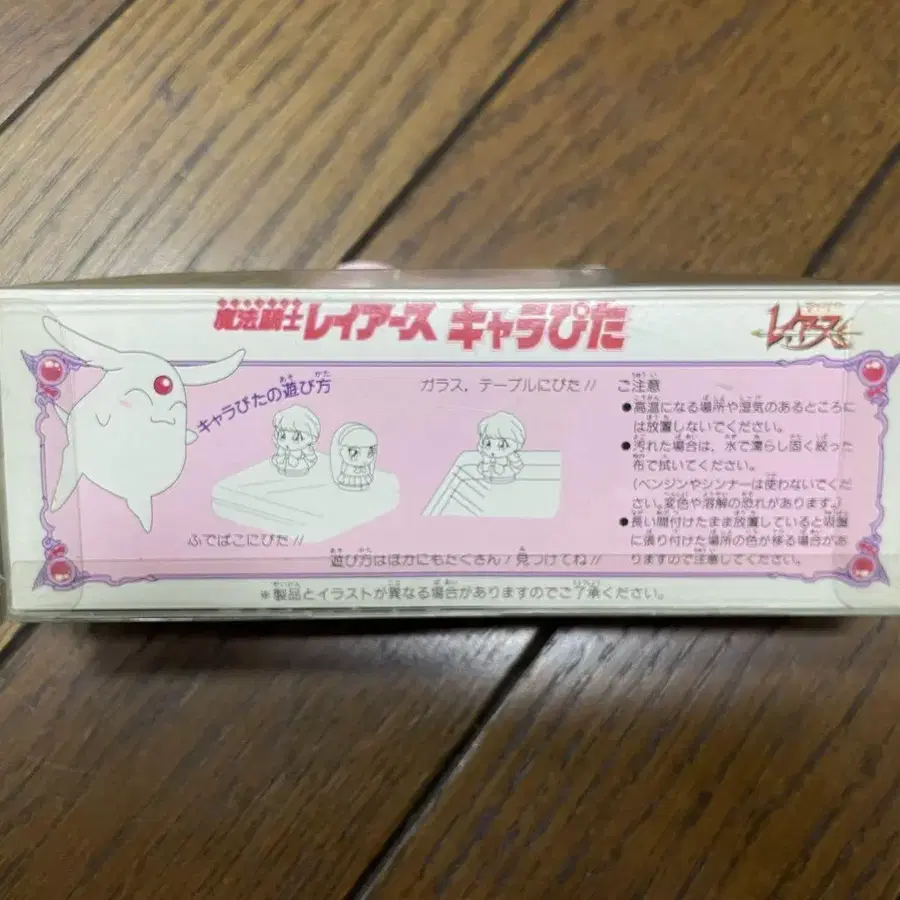 魔法騎士レイアース キャラぴた
レイアース
キャラぴたの遊び方
ふでばこにぴた!!
ガラス，テーブルにぴた!!
遊び方はほかにもたくさん!見つけてね!!
ご注意
●高温になる場所や湿気のあるところに
は放置しないでください。
●汚れた場合は、水で濡らし固く絞った
布で拭いてください。
(ベンジンやシンナーは使わないでくだ
さい。変色や溶解の恐れがあります。)
●長い間付けたまま放置していると吸盤
に張り付けた場所の色が移る場合があ
りますので注意してください。
※製品とイラストが異なる場合がありますのでご了承ください。